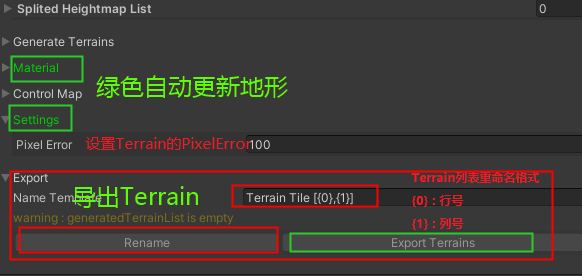 Splited Heightmap List 0
Generate Terrains
Material
绿色自动更新地形
Control Map
Settings
Pixel Error 设置Terrain的PixelError 100
Export
导出Terrain
Terrain列表重命名格式
Name Template Terrain Tile [{0},{1}]
{0} : 行号
warning : generatedTerrainList is empty
{1} : 列号
Rename Export Terrains